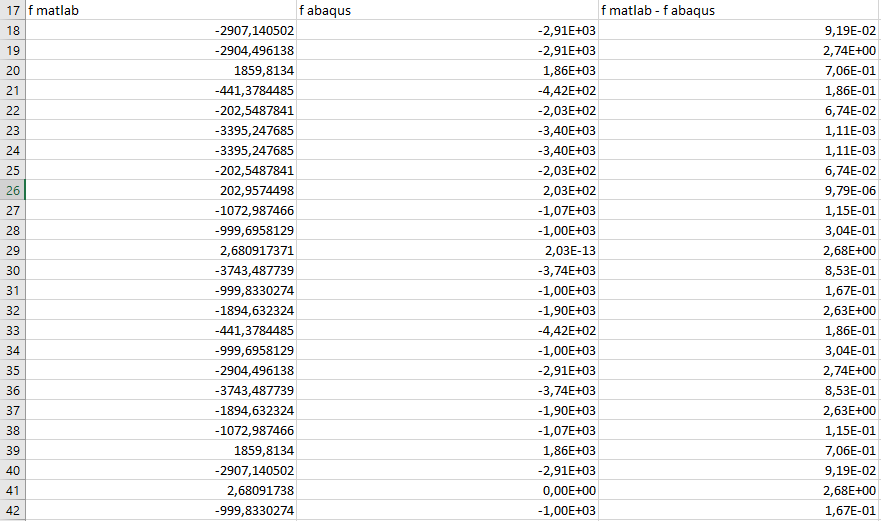 17 f matlab f abaqus f matlab - f abaqus
18 -2907,140502 -2,91E+03 9,19E-02
19 -2904,496138 -2,91E+03 2,74E+00
20 1859,8134 1,86E+03 7,06E-01
21 -441,3784485 -4,42E+02 1,86E-01
22 -202,5487841 -2,03E+02 6,74E-02
23 -3395,247685 -3,40E+03 1,11E-03
24 -3395,247685 -3,40E+03 1,11E-03
25 -202,5487841 -2,03E+02 6,74E-02
26 202,9574498 2,03E+02 9,79E-06
27 -1072,987466 -1,07E+03 1,15E-01
28 -999,6958129 -1,00E+03 3,04E-01
29 2,680917371 2,03E-13 2,68E+00
30 -3743,487739 -3,74E+03 8,53E-01
31 -999,8330274 -1,00E+03 1,67E-01
32 -1894,632324 -1,90E+03 2,63E+00
33 -441,3784485 -4,42E+02 1,86E-01
34 -999,6958129 -1,00E+03 3,04E-01
35 -2904,496138 -2,91E+03 2,74E+00
36 -3743,487739 -3,74E+03 8,53E-01
37 -1894,632324 -1,90E+03 2,63E+00
38 -1072,987466 -1,07E+03 1,15E-01
39 1859,8134 1,86E+03 7,06E-01
40 -2907,140502 -2,91E+03 9,19E-02
41 2,68091738 0,00E+00 2,68E+00
42 -999,8330274 -1,00E+03 1,67E-01